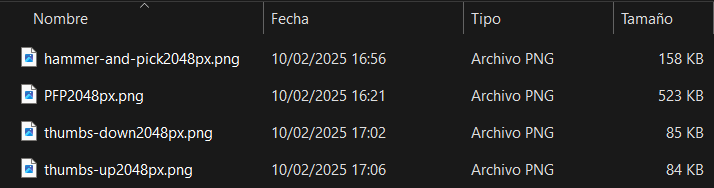 Nombre Fecha Tipo Tamaño
hammer-and-pick2048px.png 10/02/2025 16:56 Archivo PNG 158 KB
PFP2048px.png 10/02/2025 16:21 Archivo PNG 523 KB
thumbs-down2048px.png 10/02/2025 17:02 Archivo PNG 85 KB
thumbs-up2048px.png 10/02/2025 17:06 Archivo PNG 84 KB